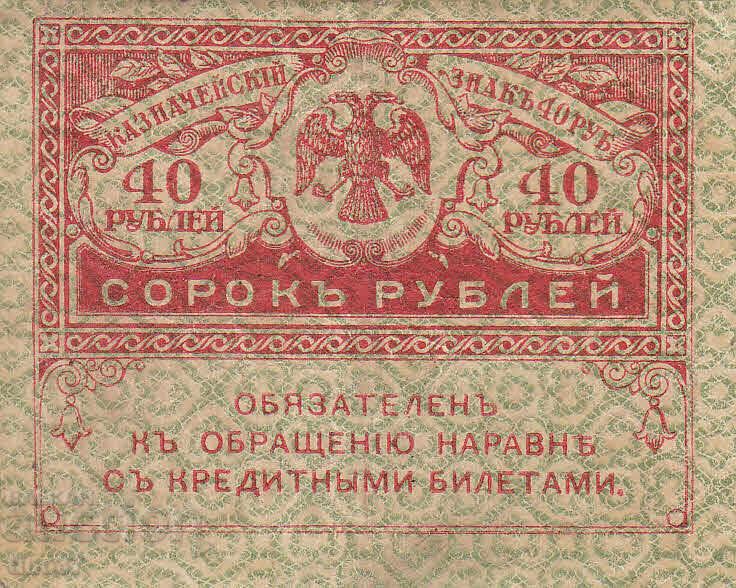 КАЗНАЧЕЙСКІЙ
ЗНАКЪ 40 РУБ.
40
РУБЛЕЙ
40
РУБЛЕЙ
СОРОКЪ РУБЛЕЙ
ОБЯЗАТЕЛЕНЪ
КЪ ОБРАЩЕНІЮ НАРАВНѢ
СЪ КРЕДИТНЫМИ БИЛЕТАМИ.